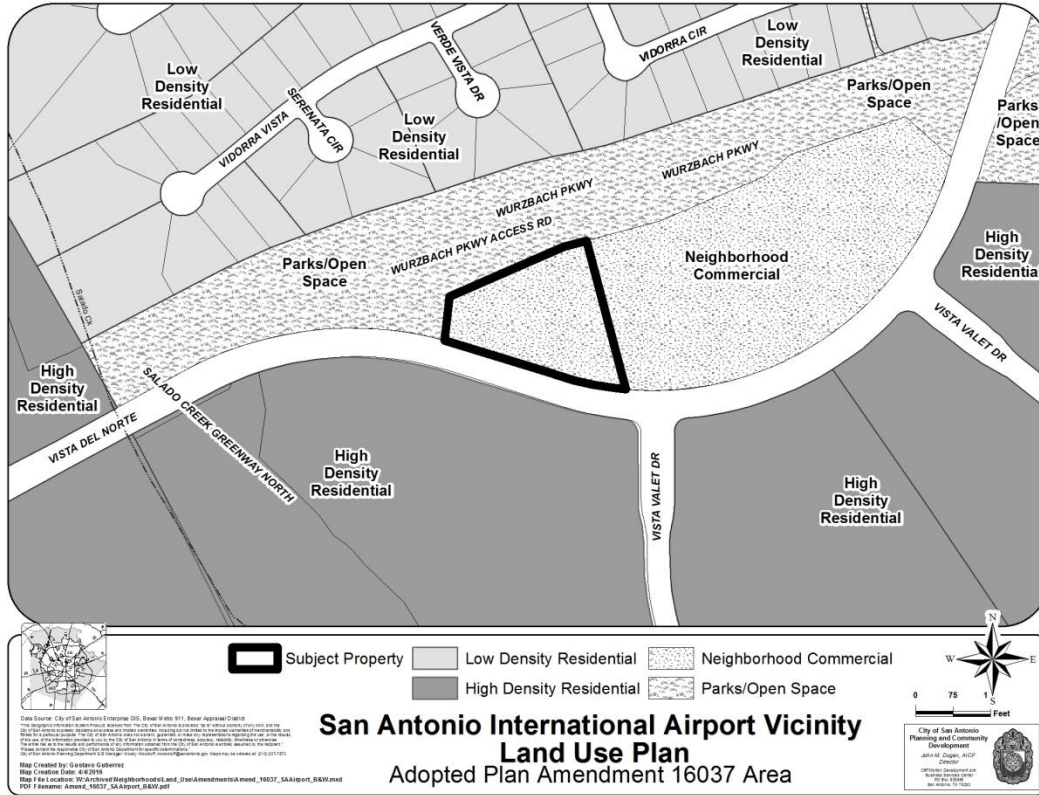 Low
Density
Residential
VERDE VISTA DR
VIDORRA CIR
Low
Density
Residential
Low
Density
Residential
SERENATA CIR
VIDORRA VISTA
Parks/Open
Space
Parks
/Open
Space
WURZBACH PKWY
WURZBACH PKWY
WURZBACH PKWY ACCESS RD
Parks/Open
Space
Neighborhood
Commercial
High
Density
Residential
Salado Ck
VISTA VALET DR
High
Density
Residential
SALADO CREEK GREENWAY NORTH
VISTA DEL NORTE
High
Density
Residential
VISTA VALET DR
High
Density
Residential
Subject Property
Low Density Residential
Neighborhood Commercial
High Density Residential
Parks/Open Space
N
W
E
S
0 75 1
Feet
San Antonio International Airport Vicinity
Land Use Plan
Adopted Plan Amendment 16037 Area
Data Source: City of San Antonio Enterprise GIS, Bexar Metro 911, Bexar Appraisal District
Map Created by: Gustavo Gutierrez
Map Creation Date: 4/4/2016
Map File Location: W:\Archived\Neighborhoods\Land_Use\Amendments\Amend_16037_SAAirport_B&W.mxd
PDF Filename: Amend_16037_SAAirport_B&W.pdf
City of San Antonio
Planning and Community
Development
John M. Dugan, AICP
Director